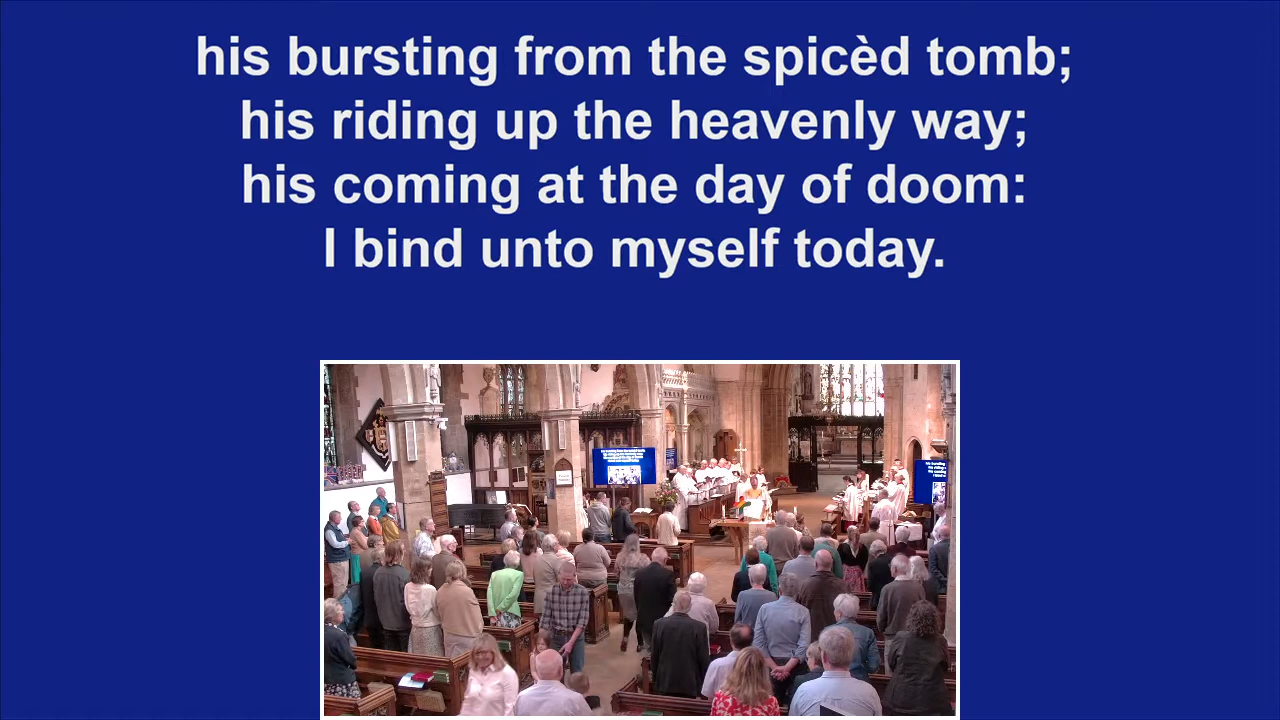 his bursting from the spicèd tomb;
his riding up the heavenly way;
his coming at the day of doom:
I bind unto myself today.